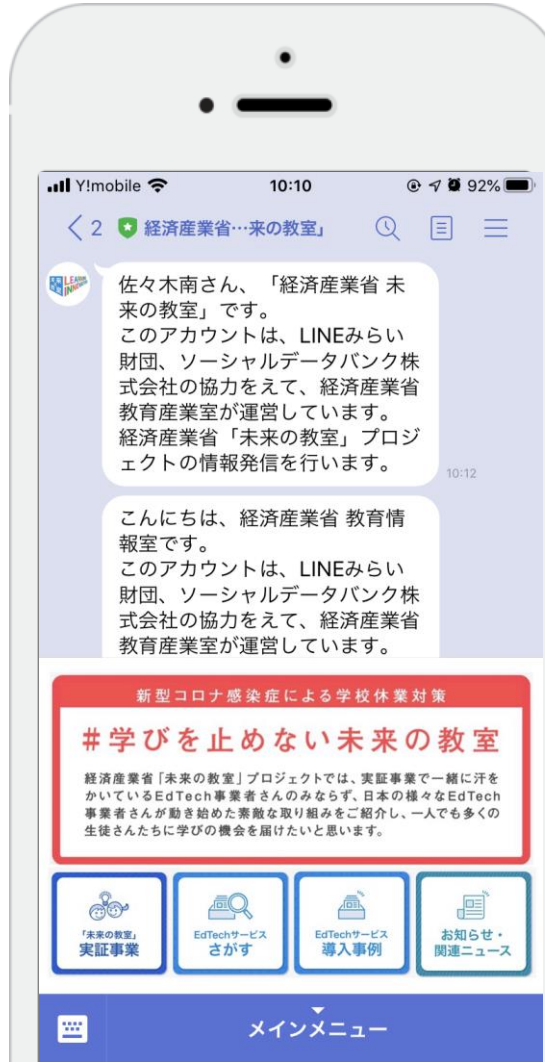 Y!mobile
10:10
92%
2
経済産業省…来の教室」
LEARN
INNOVATION
佐々木南さん、「経済産業省 未
来の教室」です。
このアカウントは、LINEみらい
財団、ソーシャルデータバンク株
式会社の協力をえて、経済産業省
教育産業室が運営しています。
経済産業省「未来の教室」プロジ
ェクトの情報発信を行います。
10:12
こんにちは、経済産業省 教育情
報室です。
このアカウントは、LINEみらい
財団、ソーシャルデータバンク株
式会社の協力をえて、経済産業省
教育産業室が運営しています。
新型コロナ感染症による学校休業対策
#学びを止めない未来の教室
経済産業省「未来の教室」プロジェクトでは、実証事業で一緒に汗を
かいているEdTech事業者さんのみならず、日本の様々なEdTech
事業者さんが動き始めた素敵な取り組みをご紹介し、一人でも多くの
生徒さんたちに学びの機会を届けたいと思います。
「未来の教室」
実証事業
EdTechサービス
さがす
EdTechサービス
導入事例
お知らせ・
関連ニュース
メインメニュー